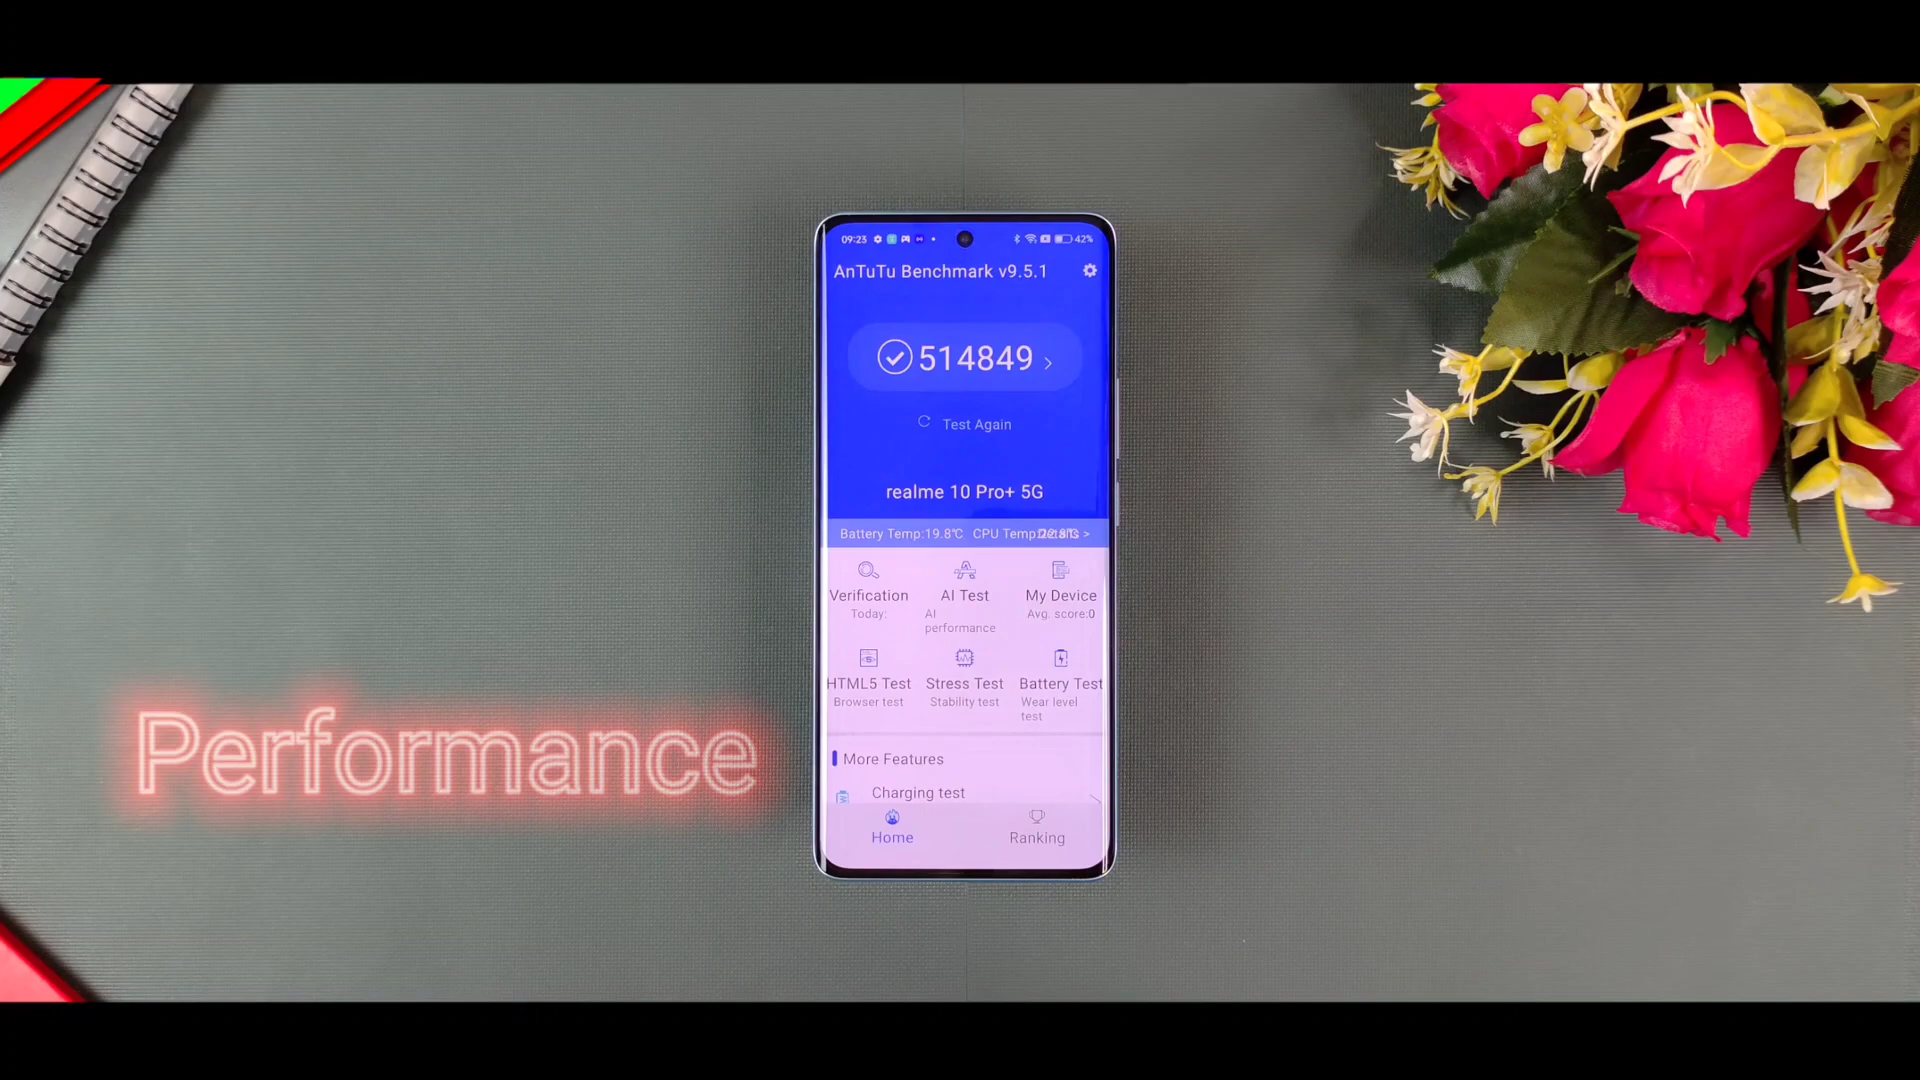 09:23
42%
AnTuTu Benchmark v9.5.1
514849
Test Again
realme 10 Pro+ 5G
Battery Temp:19.8℃ CPU Temp: >
Verification
Today:
AI Test
AI
performance
My Device
Avg. score:0
HTML5 Test
Browser test
Stress Test
Stability test
Battery Test
Wear level
test
More Features
Charging test
Home
Ranking
Performance